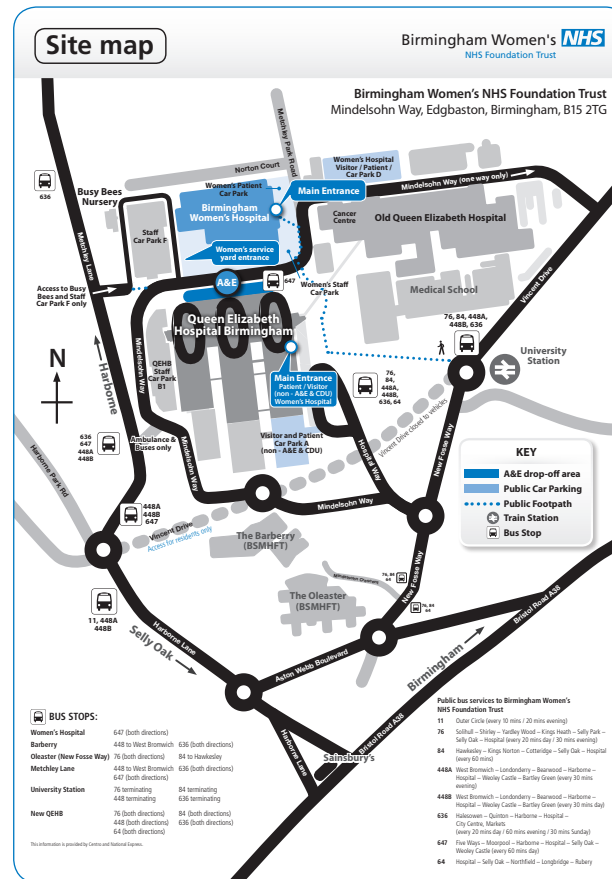 Site map
Birmingham Women's NHS
NHS Foundation Trust
Birmingham Women's NHS Foundation Trust
Mindelsohn Way, Edgbaston, Birmingham, B15 2TG
Metchley Park Road
Norton Court
Women's Hospital
Visitor / Patient /
Car Park D
Mindelsohn Way (one way only)
636
Busy Bees
Nursery
Women's Patient
Car Park
Main Entrance
Birmingham
Women's Hospital
Cancer
Centre
Old Queen Elizabeth Hospital
Staff
Car Park F
Metchley Lane
Women's service
yard entrance
Vincent Drive
A&E
647
Women's Staff
Car Park
Medical School
Access to Busy
Bees and Staff
Car Park F only
Queen Elizabeth
Hospital Birmingham
76, 84, 448A,
448B, 636
University
Station
N
Harborne
Mindelsohn Way
QEHB
Staff
Car Park
B1
Main Entrance
Patient / Visitor
(non - A&E & CDU)
Women's Hospital
76,
84,
448A,
448B,
636, 64
Vincent Drive closed to vehicles
636
647
448A
448B
Ambulance &
Buses only
Visitor and Patient
Car Park A
(non - A&E & CDU)
Mindelsohn Way
Hospital Way
New Fosse Way
Harborne Park Rd
KEY
A&E drop-off area
Public Car Parking
Public Footpath
Train Station
Bus Stop
448A
448B
647
Mindelsohn Way
Vincent Drive
Access for residents only
The Barberry
(BSMHFT)
76, 84
64
The Oleaster
(BSMHFT)
New Fosse Way
76, 84
64
11, 448A
448B
Harborne Lane
Selly Oak
Aston Webb Boulevard
Birmingham
Bristol Road A38
Bristol Road A38
Harborne Lane
Sainsbury's
BUS STOPS:
Women's Hospital 647 (both directions)
Barberry 448 to West Bromwich 636 (both directions)
Oleaster (New Fosse Way) 76 (both directions) 84 to Hawkesley
Metchley Lane 448 to West Bromwich 636 (both directions)
647 (both directions)
University Station 76 terminating 84 terminating
448 terminating 636 terminating
New QEHB 76 (both directions) 84 (both directions)
448 (both directions) 636 (both directions)
64 (both directions)
This information is provided by Centro and National Express.
Public bus services to Birmingham Women's
NHS Foundation Trust
11 Outer Circle (every 10 mins / 20 mins evening)
76 Solihull – Shirley – Yardley Wood – Kings Heath – Selly Park –
Selly Oak – Hospital (every 20 mins day / 30 mins evening)
84 Hawkesley – Kings Norton – Cotteridge – Selly Oak – Hospital
(every 60 mins)
448A West Bromwich – Londonderry – Bearwood – Harborne –
Hospital – Weoley Castle – Bartley Green (every 30 mins
evening)
448B West Bromwich – Londonderry – Bearwood – Harborne –
Hospital – Weoley Castle – Bartley Green (every 30 mins day)
636 Halesowen – Quinton – Harborne – Hospital –
City Centre, Markets
(every 20 mins day / 60 mins evening / 30 mins Sunday)
647 Five Ways – Moorpool – Harborne – Hospital – Selly Oak –
Weoley Castle (every 60 mins day)
64 Hospital – Selly Oak – Northfield – Longbridge – Rubery